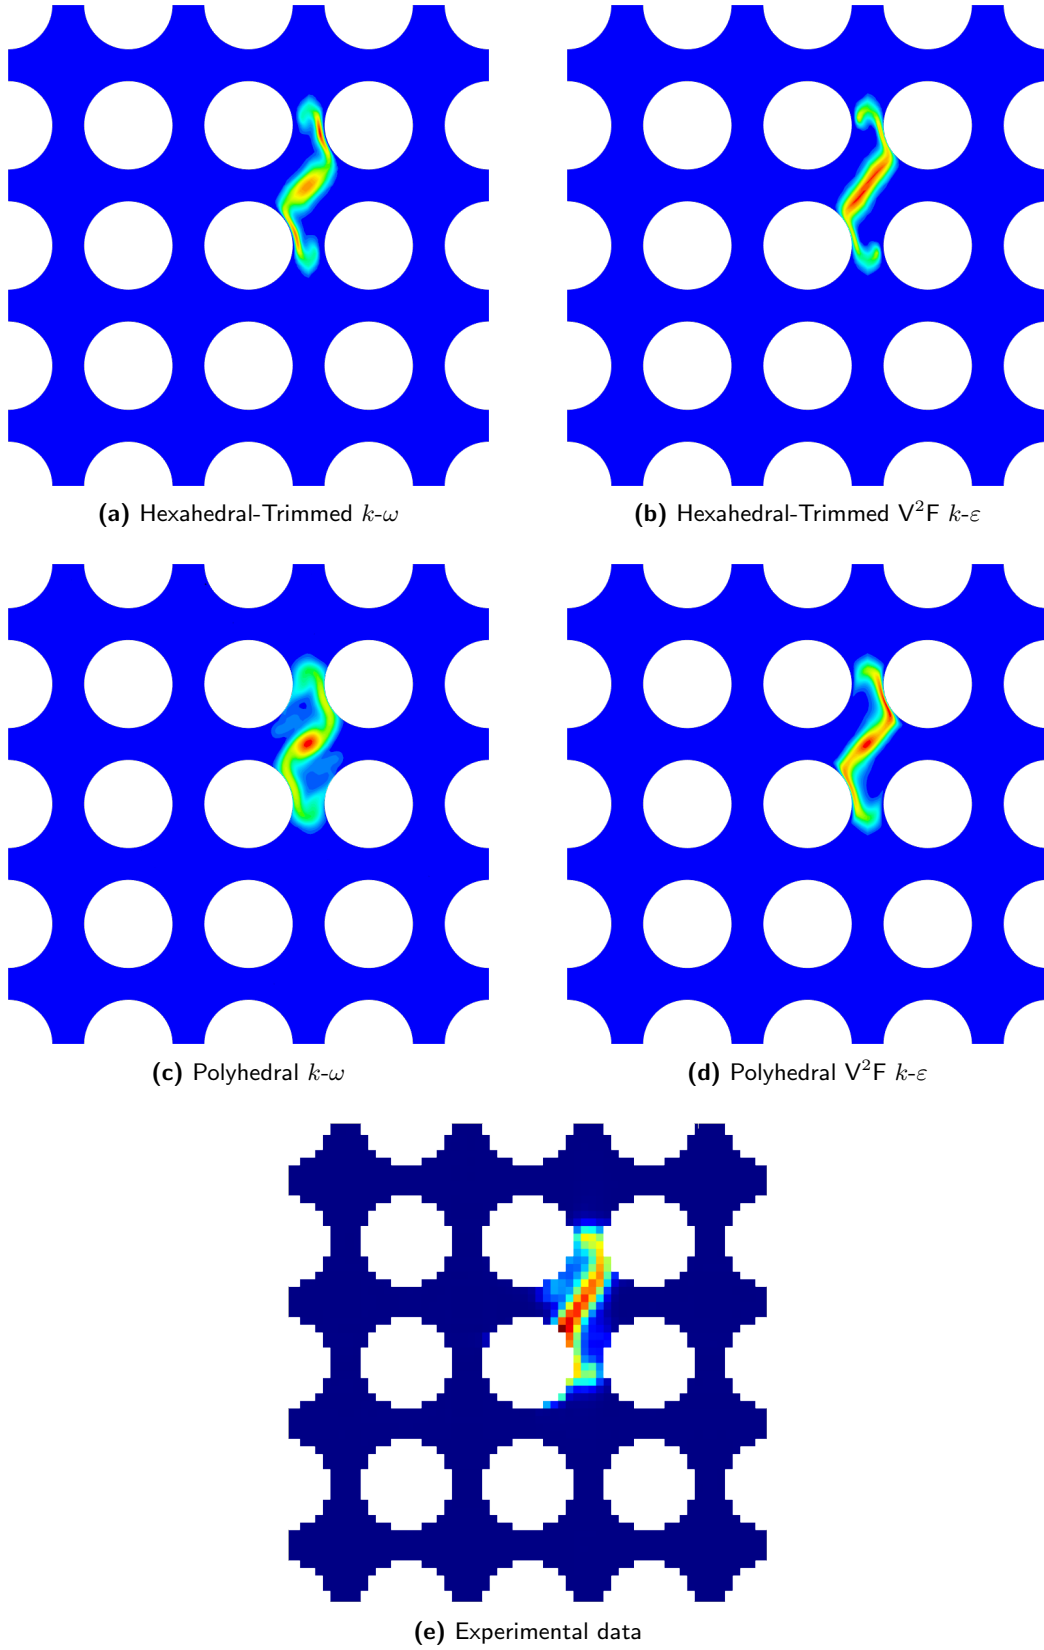 (a) Hexahedral-Trimmed k-ω
(b) Hexahedral-Trimmed V²F k-ε
(c) Polyhedral k-ω
(d) Polyhedral V²F k-ε
(e) Experimental data